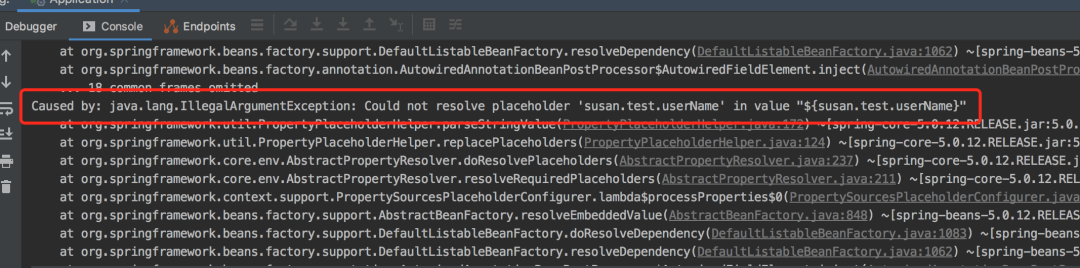 Application
Debugger Console Endpoints
at org.springframework.beans.factory.support.DefaultListableBeanFactory.resolveDependency(DefaultListableBeanFactory.java:1062) ~[spring-beans-5
at org.springframework.beans.factory.annotation.AutowiredAnnotationBeanPostProcessor$AutowiredFieldElement.inject(AutowiredAnnotationBeanPostPro
... 18 common frames omitted
Caused by: java.lang.IllegalArgumentException: Could not resolve placeholder 'susan.test.userName' in value "${susan.test.userName}"
at org.springframework.util.PropertyPlaceholderHelper.parseStringValue(PropertyPlaceholderHelper.java:172) ~[spring-core-5.0.12.RELEASE.jar:5.0.
at org.springframework.util.PropertyPlaceholderHelper.replacePlaceholders(PropertyPlaceholderHelper.java:124) ~[spring-core-5.0.12.RELEASE.jar:5
at org.springframework.core.env.AbstractPropertyResolver.doResolvePlaceholders(AbstractPropertyResolver.java:237) ~[spring-core-5.0.12.RELEASE.j
at org.springframework.core.env.AbstractPropertyResolver.resolveRequiredPlaceholders(AbstractPropertyResolver.java:211) ~[spring-core-5.0.12.REL
at org.springframework.context.support.PropertySourcesPlaceholderConfigurer.lambda$processProperties$0(PropertySourcesPlaceholderConfigurer.java
at org.springframework.beans.factory.support.AbstractBeanFactory.resolveEmbeddedValue(AbstractBeanFactory.java:848) ~[spring-beans-5.0.12.RELEAS
at org.springframework.beans.factory.support.DefaultListableBeanFactory.doResolveDependency(DefaultListableBeanFactory.java:1083) ~[spring-beans
at org.springframework.beans.factory.support.DefaultListableBeanFactory.resolveDependency(DefaultListableBeanFactory.java:1062) ~[spring-beans-5